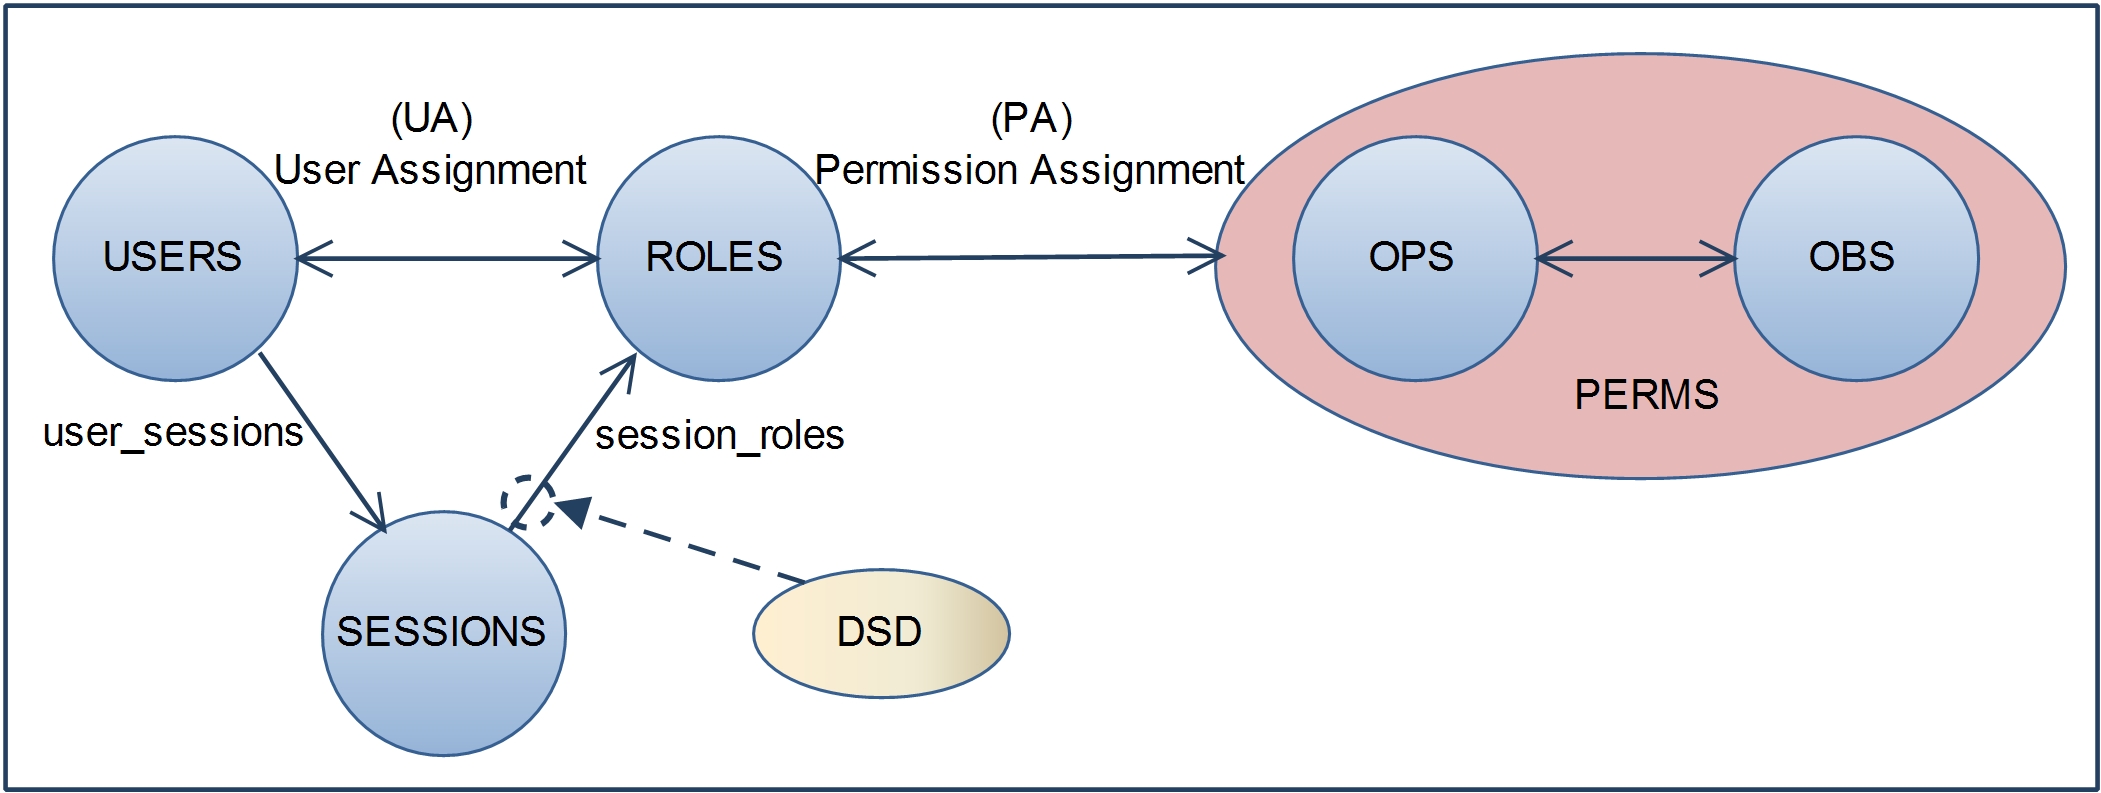 (UA)
User Assignment
(PA)
Permission Assignment
USERS
ROLES
OPS
OBS
PERMS
user_sessions
session_roles
SESSIONS
DSD